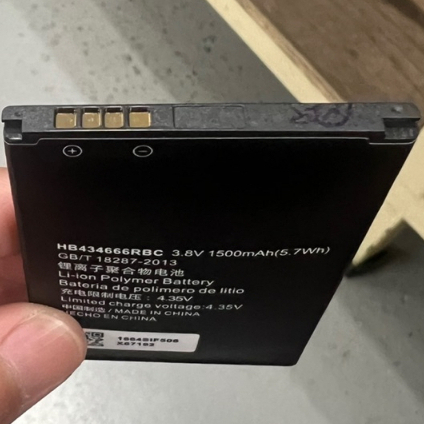 HB434666RBC 3.8V 1500mAh(5.7Wh)
GB/T 18287-2013
锂离子聚合物电池
Li-ion Polymer Battery
Bateria de polimero de litio
充电限制电压：4.35V
Limited charge voltage:4.35V
中国制造 / MADE IN CHINA
HECHO EN CHINA